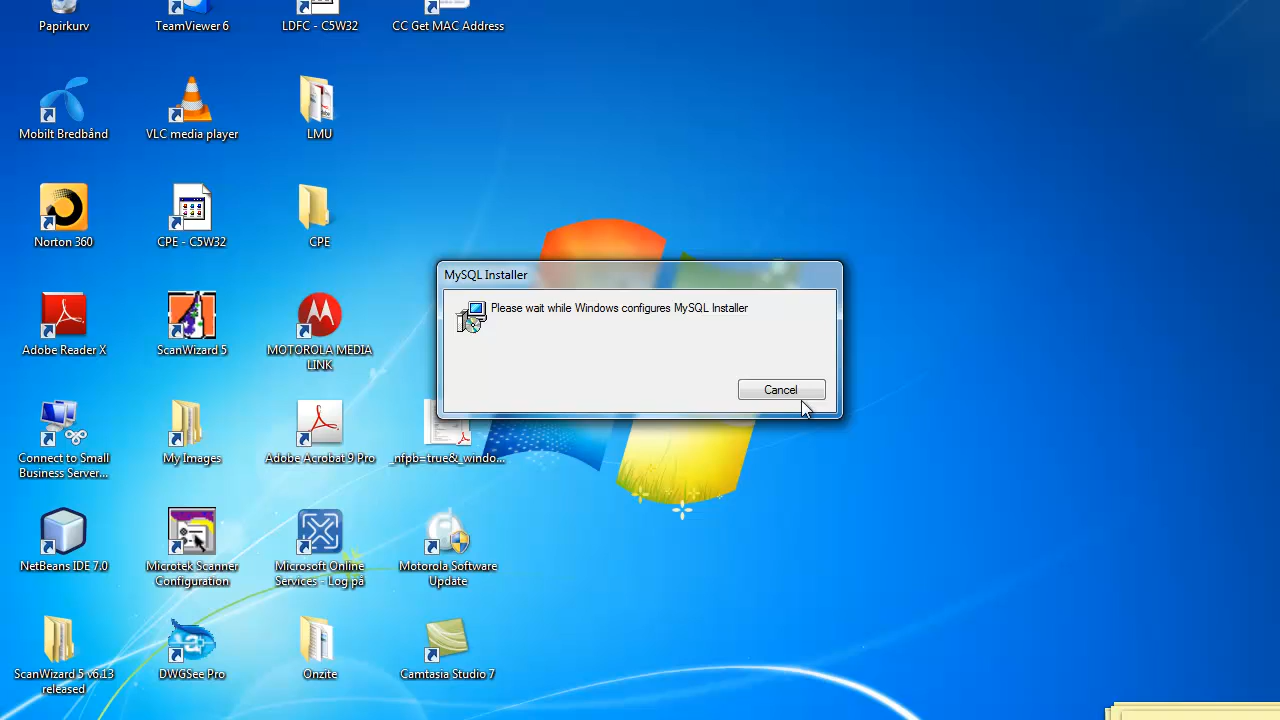 Papirkurv
TeamViewer 6
LDFC - C5W32
CC Get MAC Address
Mobilt Bredbånd
VLC media player
LMU
Norton 360
CPE - C5W32
CPE
MySQL Installer
Please wait while Windows configures MySQL Installer
Cancel
Adobe Reader X
ScanWizard 5
MOTOROLA MEDIA
LINK
Connect to Small
Business Server...
My Images
Adobe Acrobat 9 Pro
_nfpb=true&_windo...
NetBeans IDE 7.0
Microtek Scanner
Configuration
Microsoft Online
Services - Log på
Motorola Software
Update
ScanWizard 5 v6.13
released
DWGSee Pro
Onzite
Camtasia Studio 7